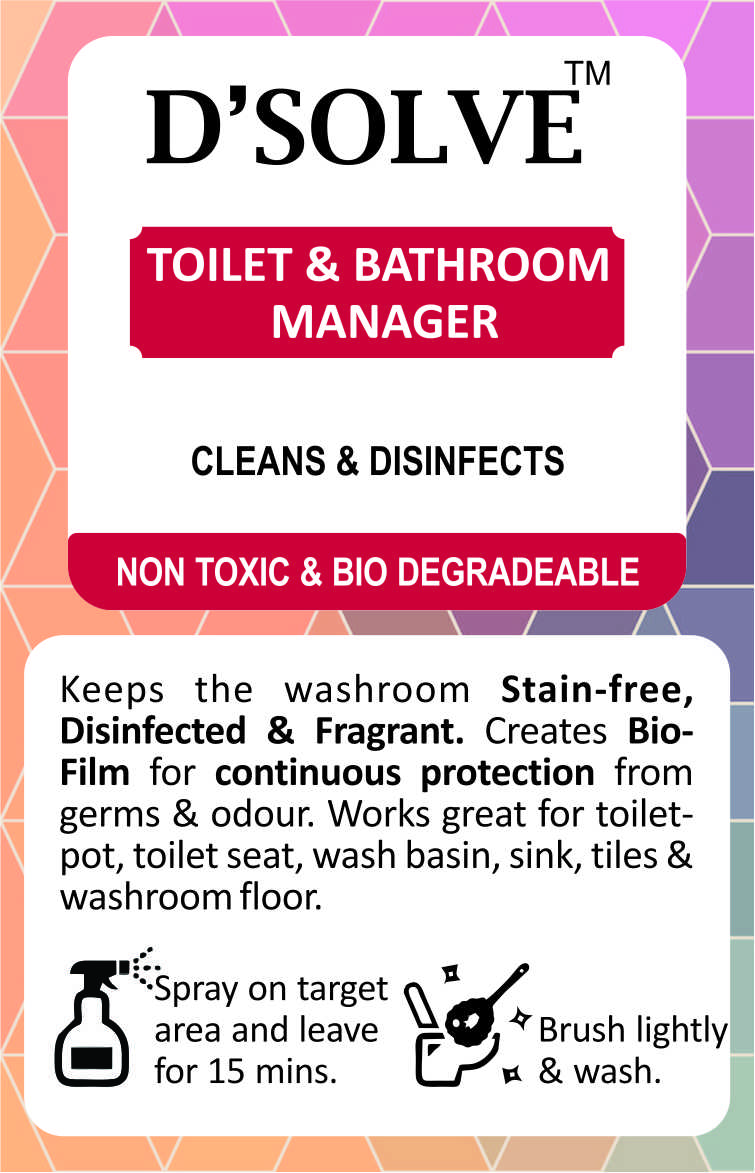 D'SOLVE™
TOILET & BATHROOM
MANAGER
CLEANS & DISINFECTS
NON TOXIC & BIO DEGRADEABLE
Keeps the washroom Stain-free,
Disinfected & Fragrant. Creates Bio-
Film for continuous protection from
germs & odour. Works great for toilet-
pot, toilet seat, wash basin, sink, tiles &
washroom floor.
Spray on target
area and leave
for 15 mins.
Brush lightly
& wash.